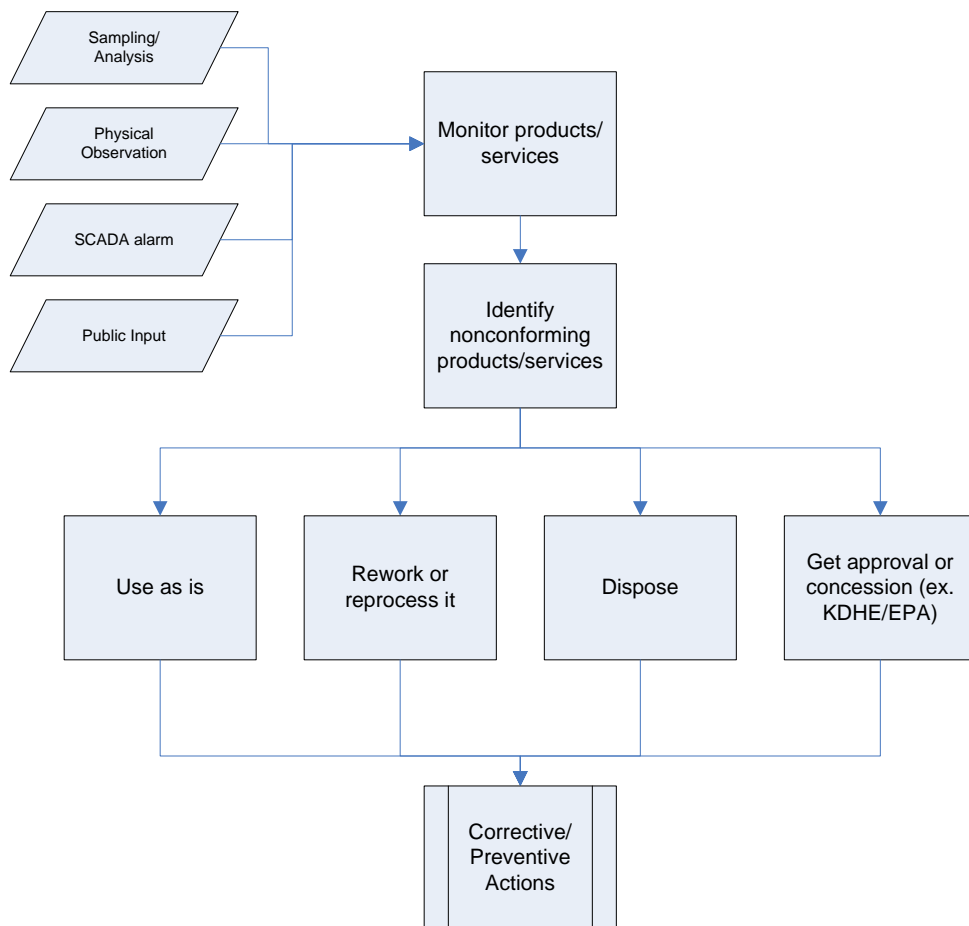 Sampling/
Analysis
Physical
Observation
SCADA alarm
Public Input
Monitor products/
services
Identify
nonconforming
products/services
Use as is
Rework or
reprocess it
Dispose
Get approval or
concession (ex.
KDHE/EPA)
Corrective/
Preventive
Actions